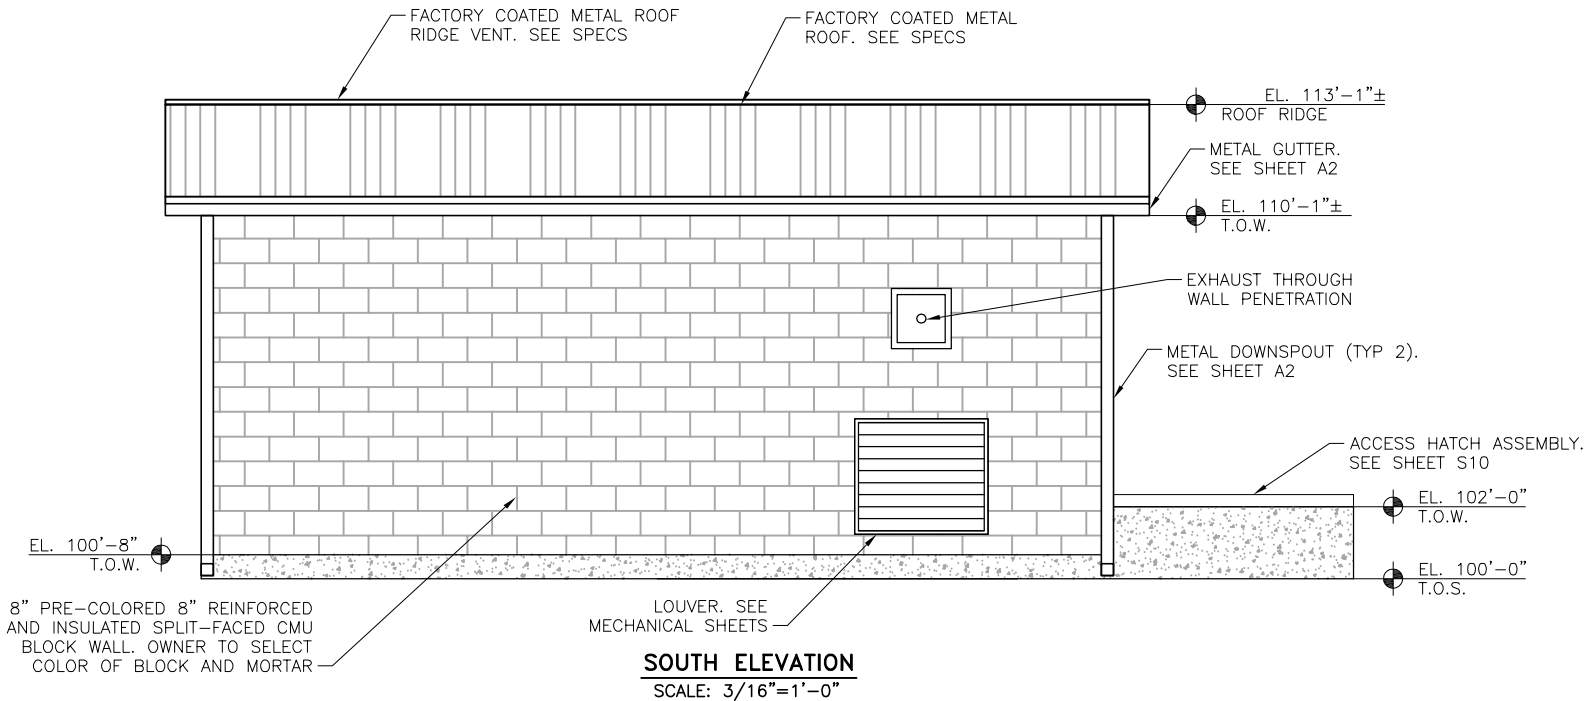 FACTORY COATED METAL ROOF
RIDGE VENT. SEE SPECS
FACTORY COATED METAL
ROOF. SEE SPECS
EL. 113'-1"±
ROOF RIDGE
METAL GUTTER.
SEE SHEET A2
EL. 110'-1"±
T.O.W.
EXHAUST THROUGH
WALL PENETRATION
METAL DOWNSPOUT (TYP 2).
SEE SHEET A2
ACCESS HATCH ASSEMBLY.
SEE SHEET S10
EL. 102'-0"
T.O.W.
EL. 100'-8"
T.O.W.
EL. 100'-0"
T.O.S.
8" PRE-COLORED 8" REINFORCED
AND INSULATED SPLIT-FACED CMU
BLOCK WALL. OWNER TO SELECT
COLOR OF BLOCK AND MORTAR
LOUVER. SEE
MECHANICAL SHEETS
SOUTH ELEVATION
SCALE: 3/16"=1'-0"